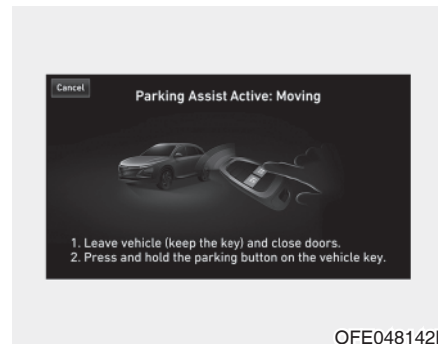 Cancel
Parking Assist Active: Moving
1. Leave vehicle (keep the key) and close doors.
2. Press and hold the parking button on the vehicle key.